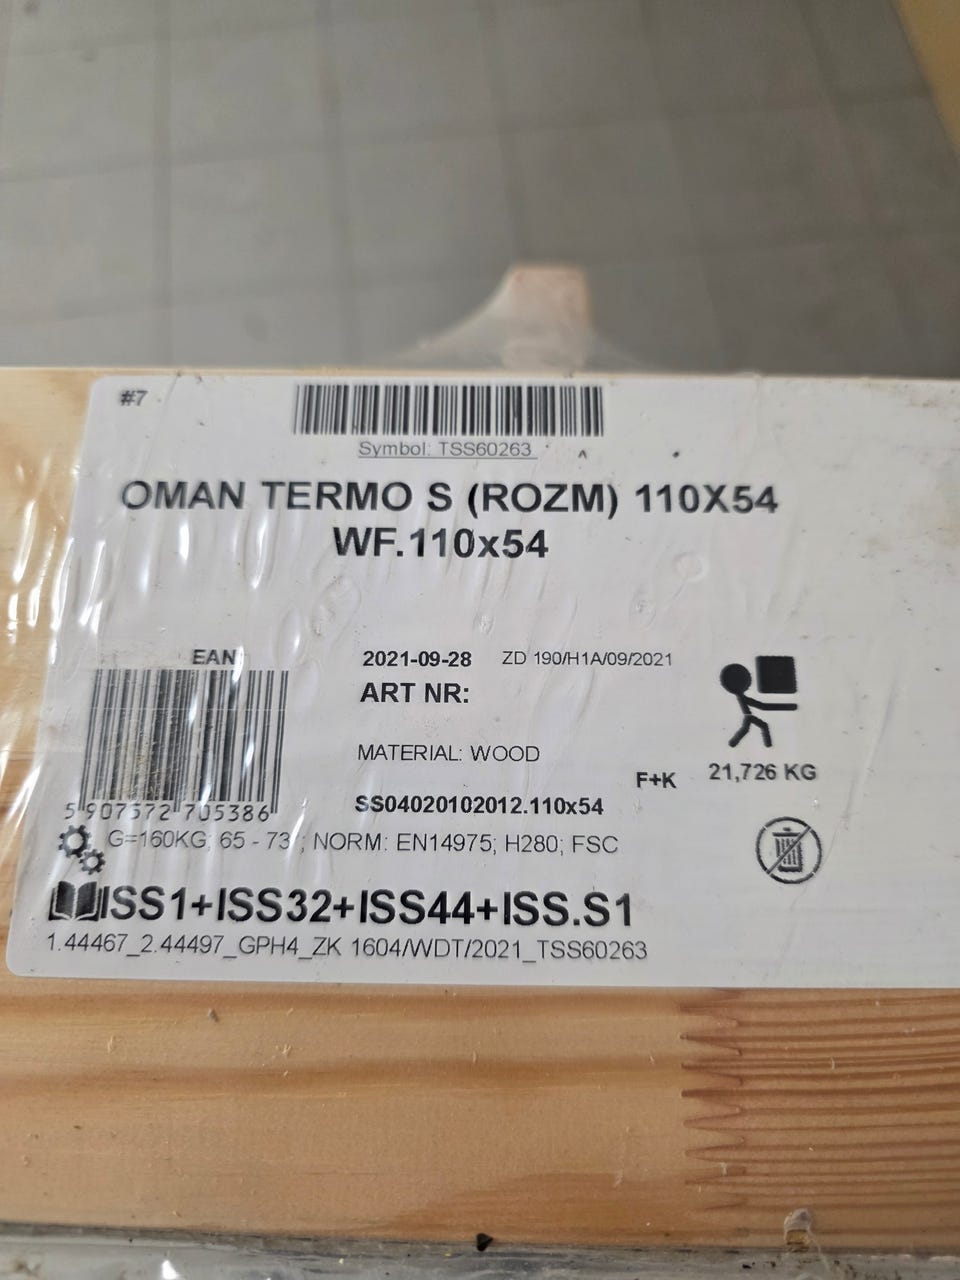 #7
Symbol: TSS60263
OMAN TERMO S (ROZM) 110X54
WF.110x54
EAN
2021-09-28 ZD 190/H1A/09/2021
ART NR:
MATERIAL: WOOD
F+K 21,726 KG
SS04020102012.110x54
5 907572 705386
G=160KG; 65 - 73 ; NORM: EN14975; H280; FSC
ISS1+ISS32+ISS44+ISS.S1
1.44467_2.44497_GPH4_ZK 1604/WDT/2021_TSS60263